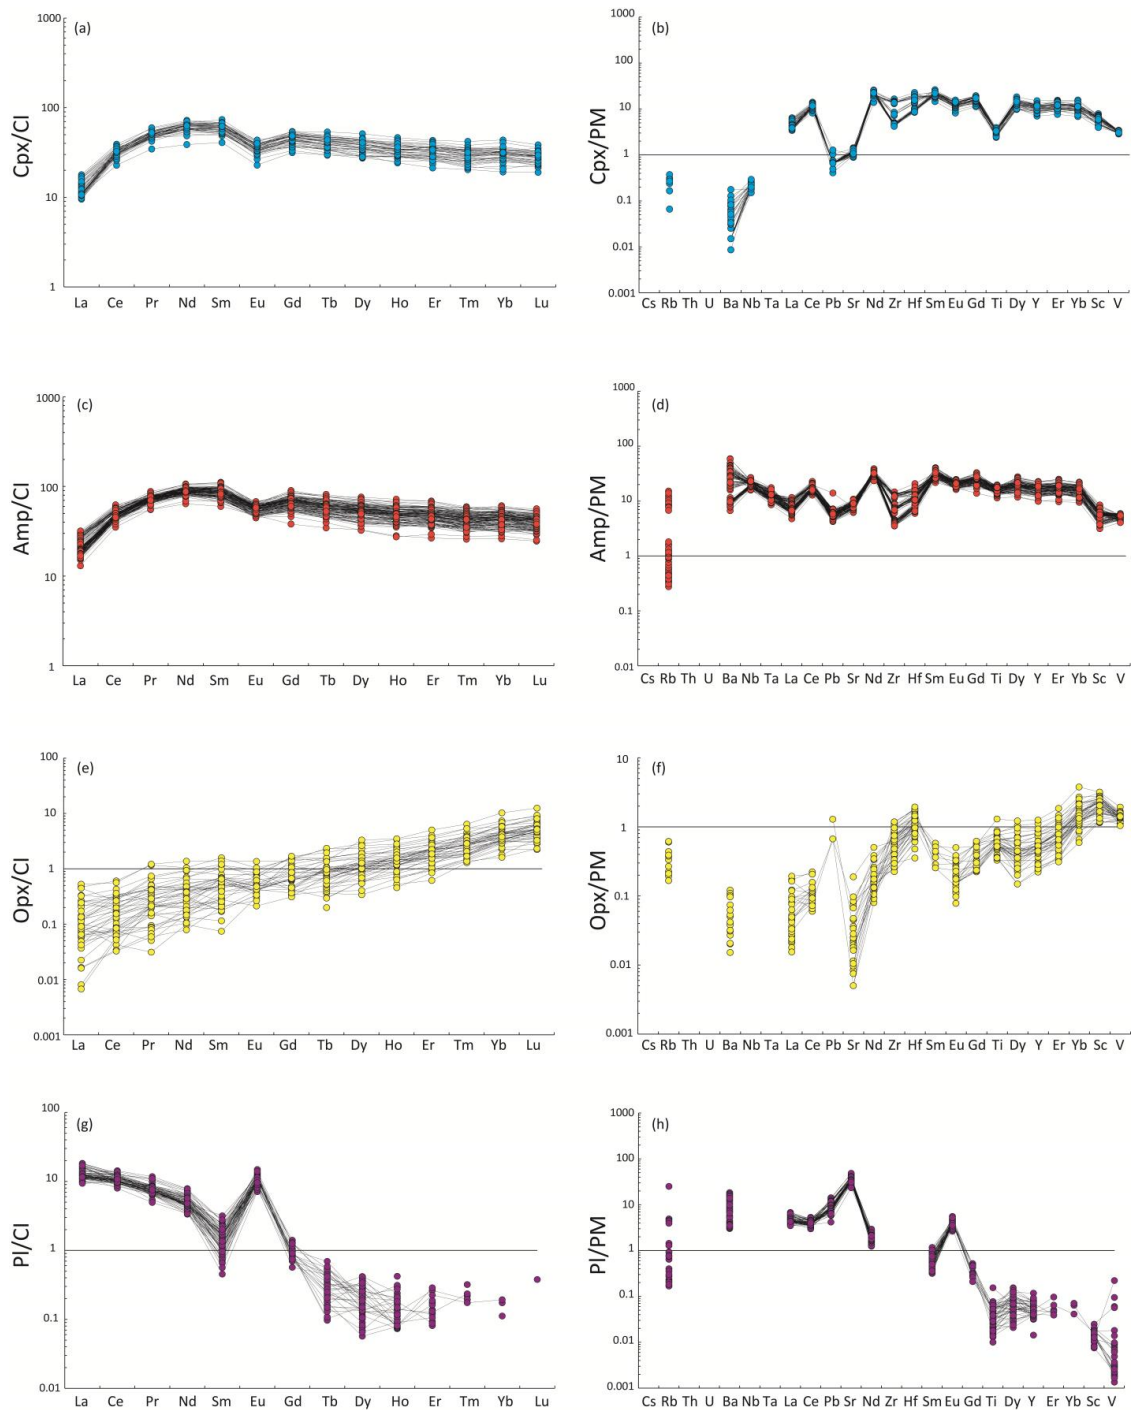 (a)
Cpx/CI
1000
100
10
1
La Ce Pr Nd Sm Eu Gd Tb Dy Ho Er Tm Yb Lu
(b)
Cpx/PM
1000
100
10
1
0.1
0.01
0.001
Cs Rb Th U Ba Nb Ta La Ce Pb Sr Nd Zr Hf Sm Eu Gd Ti Dy Y Er Yb Sc V
(c)
Amp/CI
1000
100
10
1
La Ce Pr Nd Sm Eu Gd Tb Dy Ho Er Tm Yb Lu
(d)
Amp/PM
1000
100
10
1
0.1
0.01
Cs Rb Th U Ba Nb Ta La Ce Pb Sr Nd Zr Hf Sm Eu Gd Ti Dy Y Er Yb Sc V
(e)
Opx/CI
100
10
1
0.1
0.01
0.001
La Ce Pr Nd Sm Eu Gd Tb Dy Ho Er Tm Yb Lu
(f)
Opx/PM
10
1
0.1
0.01
0.001
Cs Rb Th U Ba Nb Ta La Ce Pb Sr Nd Zr Hf Sm Eu Gd Ti Dy Y Er Yb Sc V
(g)
Pl/CI
100
10
1
0.1
0.01
La Ce Pr Nd Sm Eu Gd Tb Dy Ho Er Tm Yb Lu
(h)
Pl/PM
1000
100
10
1
0.1
0.01
0.001
Cs Rb Th U Ba Nb Ta La Ce Pb Sr Nd Zr Hf Sm Eu Gd Ti Dy Y Er Yb Sc V